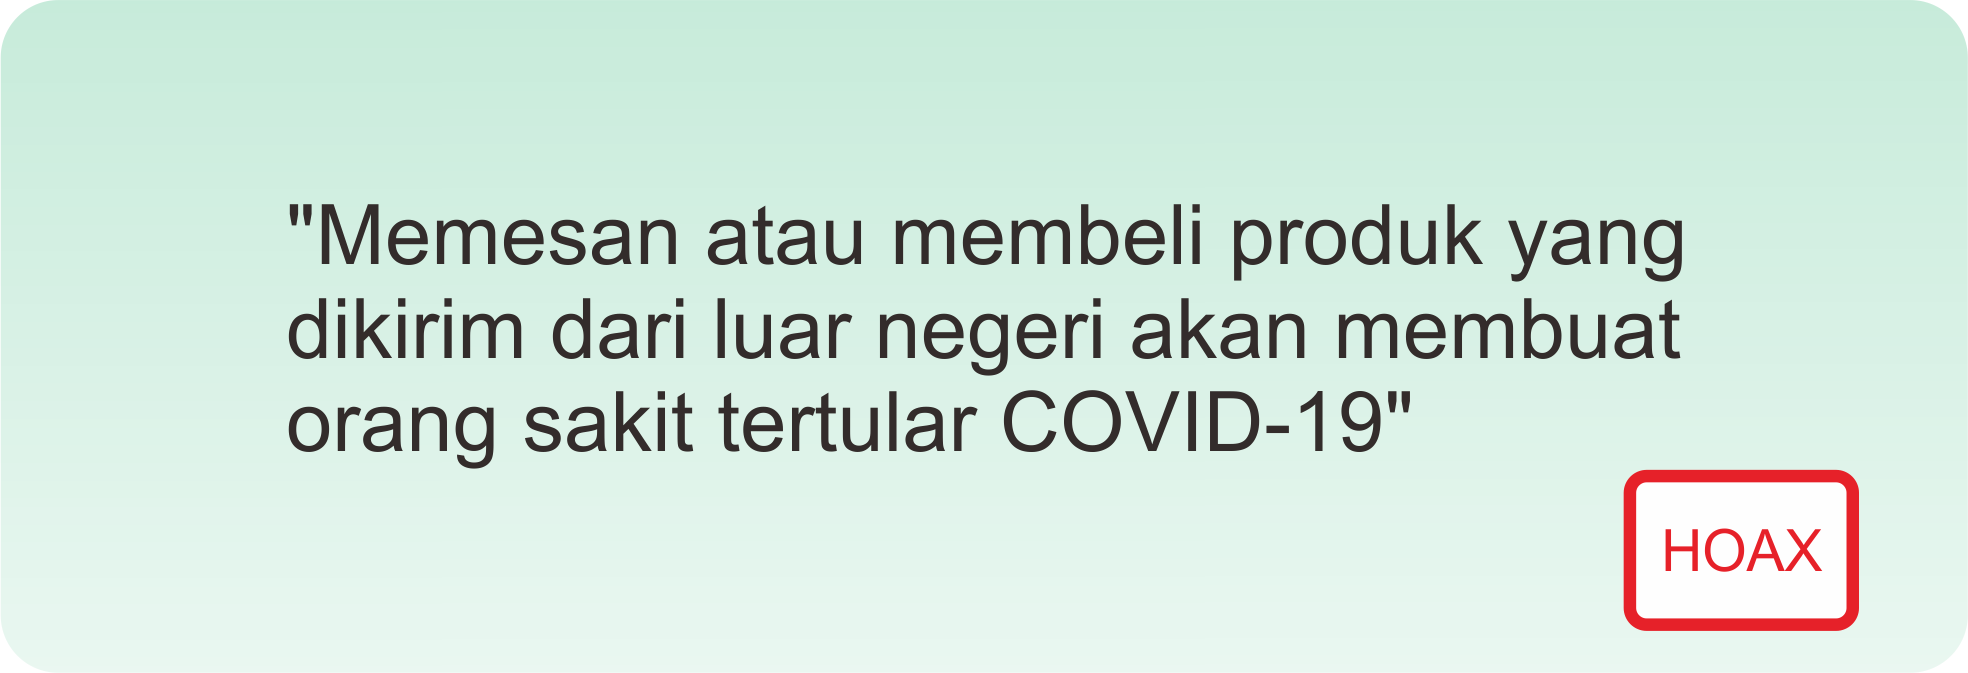 "Memesan atau membeli produk yang
dikirim dari luar negeri akan membuat
orang sakit tertular COVID-19"
HOAX